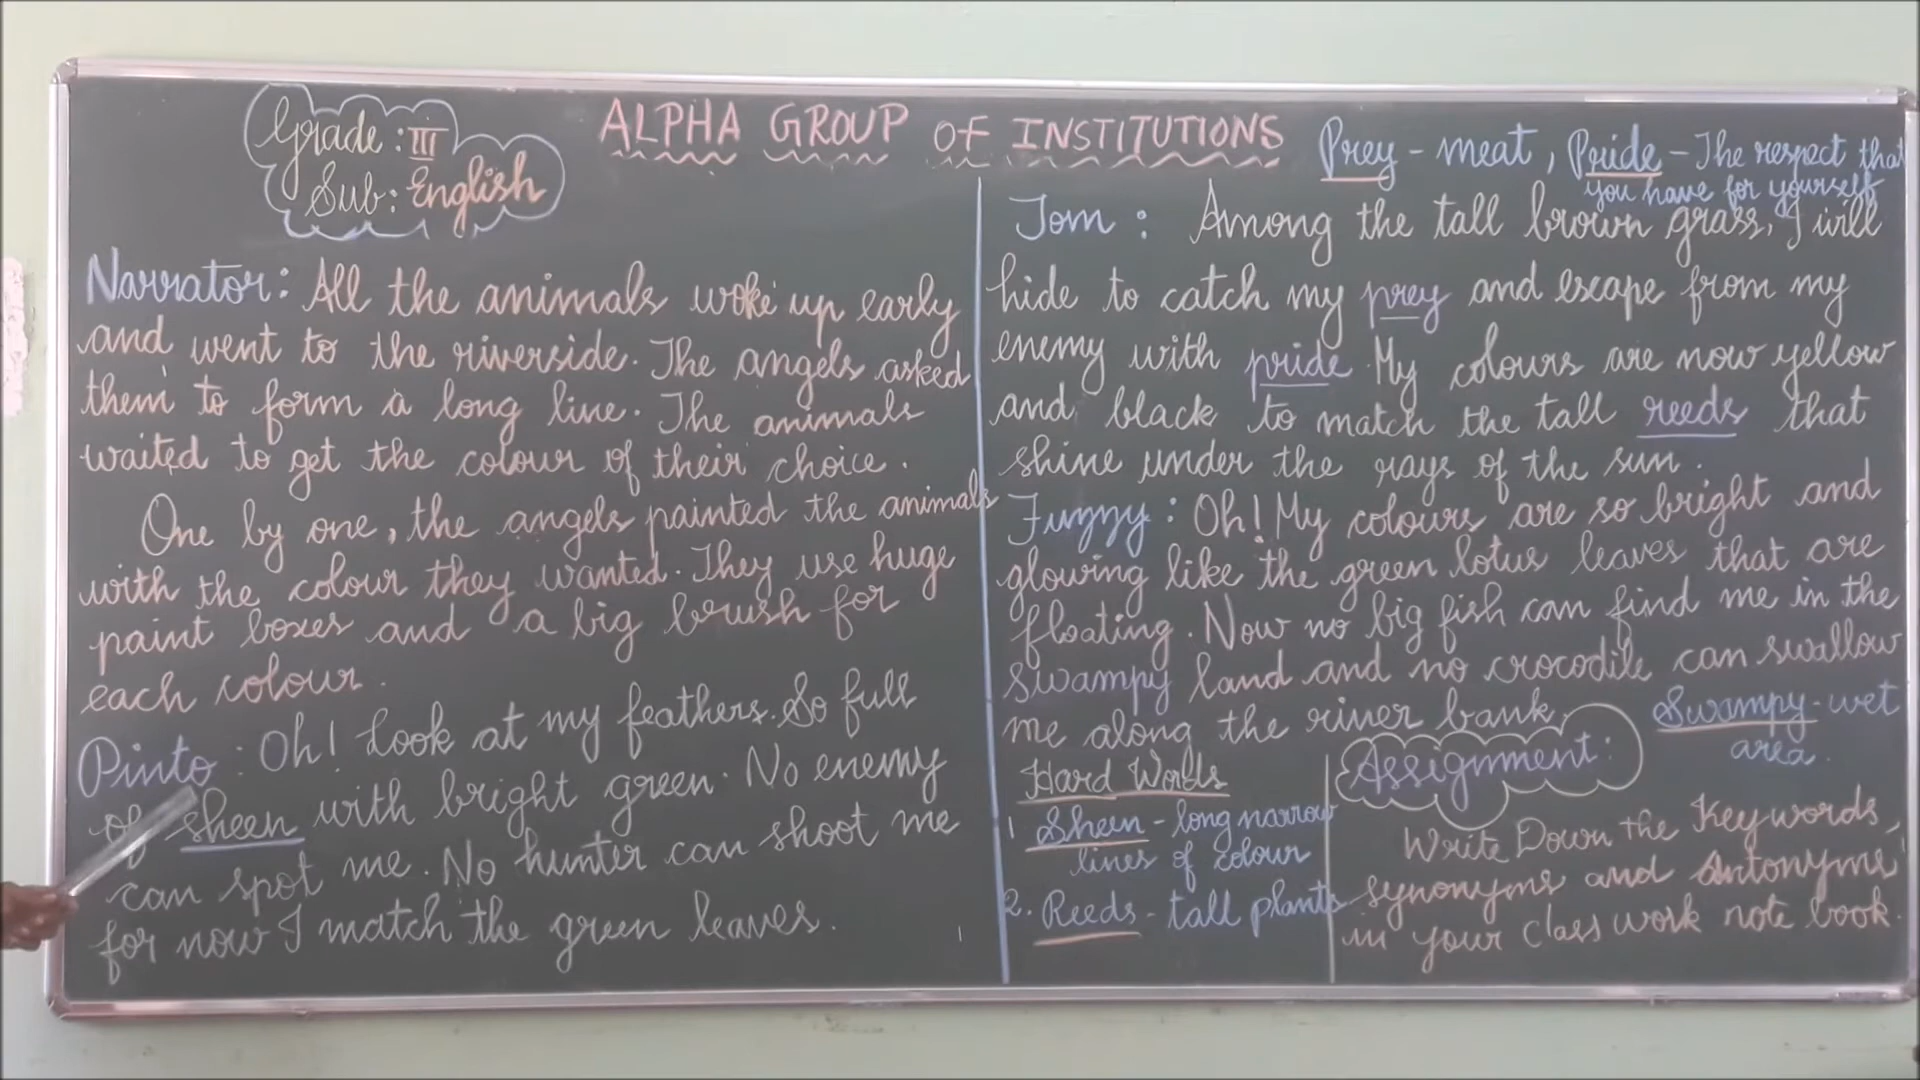 Grade : III
Sub : English
ALPHA GROUP OF INSTITUTIONS
Prey - meat, Pride - The respect that
you have for yourself
Narrator: All the animals woke up early
and went to the riverside. The angels asked
them to form a long line. The animals
waited to get the colour of their choice.
One by one, the angels painted the animals
with the colour they wanted. They use huge
paint boxes and a big brush for
each colour.
Pinto : Oh! Look at my feathers. So full
of sheen with bright green. No enemy
can spot me. No hunter can shoot me
for now I match the green leaves.
Tom : Among the tall brown grass, I will
hide to catch my prey and escape from my
enemy with pride. My colours are now yellow
and black to match the tall reeds that
shine under the rays of the sun.
Fuzzy : Oh! My colours are so bright and
glowing like the green lotus leaves that are
floating. Now no big fish can find me in the
swampy land and no crocodile can swallow
me along the river bank.
Swampy - wet
area.
Hard Words
1 Sheen - long narrow
lines of colour
2. Reeds - tall plants
Assignment :
Write Down the Key words,
synonyms and Antonyms
in your class work note book.